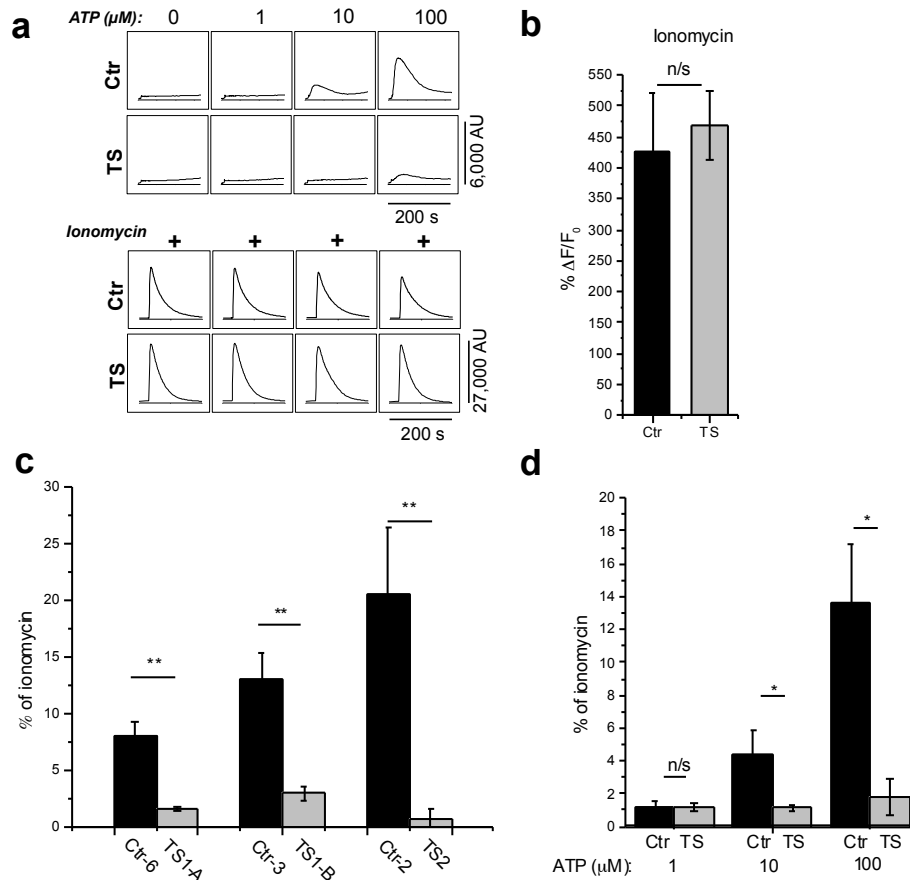 a
ATP (µM): 0 1 10 100
Ctr
TS
6,000 AU
200 s
Ionomycin + + + +
Ctr
TS
27,000 AU
200 s
b
Ionomycin
n/s
550
500
450
400
350
300
250
200
150
100
50
0
% ΔF/F0
Ctr TS
c
30
25
20
15
10
5
0
% of ionomycin
**
**
**
Ctr-6 TS1-A Ctr-3 TS1-B Ctr-2 TS2
d
20
18
16
14
12
10
8
6
4
2
0
% of ionomycin
n/s
*
*
Ctr TS Ctr TS Ctr TS
ATP (µM): 1 10 100